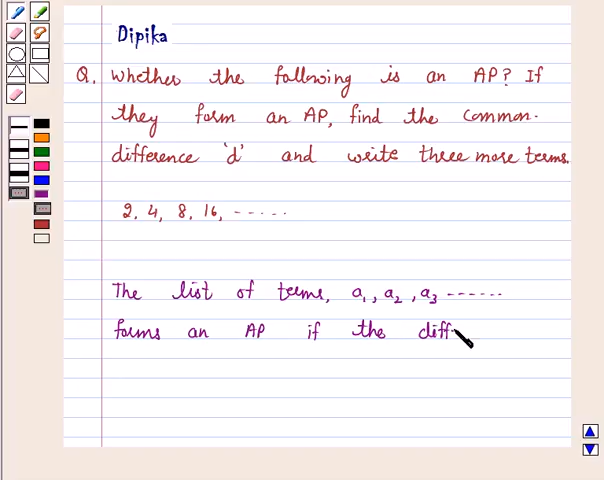 Dipika
Q. Whether the following is an AP? If
they form an AP, find the common
difference 'd' and write three more terms.
2, 4, 8, 16, ------
The list of terms, a1, a2, a3 ------
forms an AP if the diff